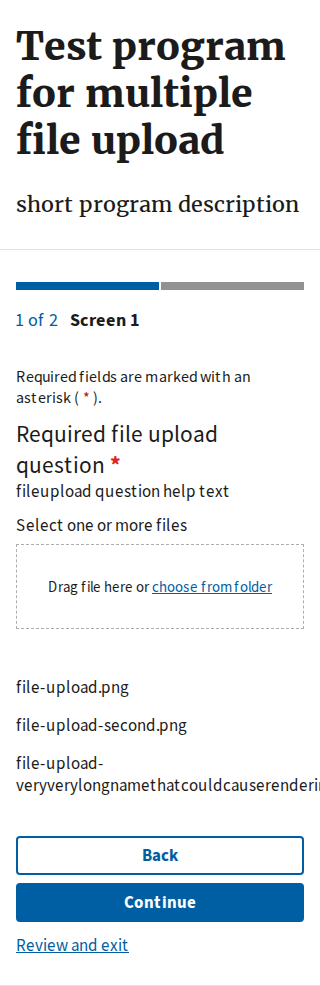 Test program
for multiple
file upload
short program description
1 of 2 Screen 1
Required fields are marked with an
asterisk ( * ).
Required file upload
question *
fileupload question help text
Select one or more files
Drag file here or choose from folder
file-upload.png
file-upload-second.png
file-upload-
veryverylongnamethatcouldcauserenderi
Back
Continue
Review and exit